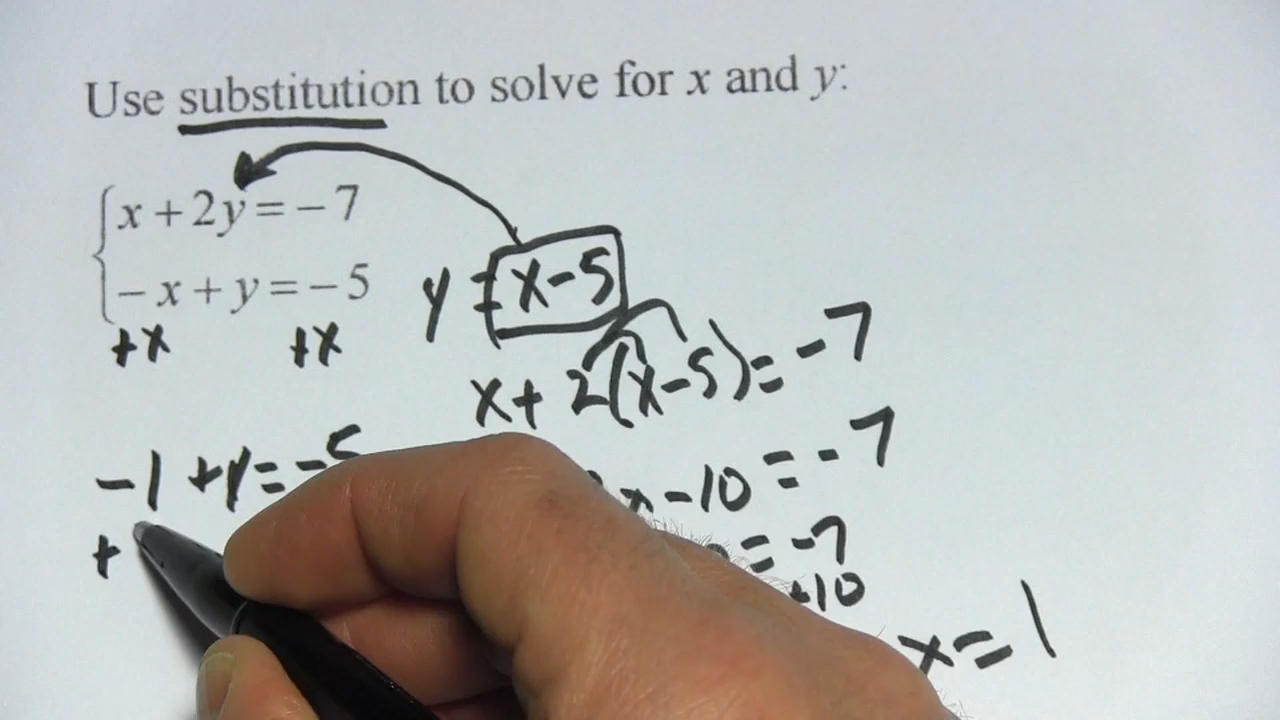 Use substitution to solve for x and y:
x + 2y = - 7
- x + y = - 5
+x +x
y = x-5
x + 2(x-5) = -7
x - 10 = -7
= -7
+10
x = 1
-1 + y = -5
+